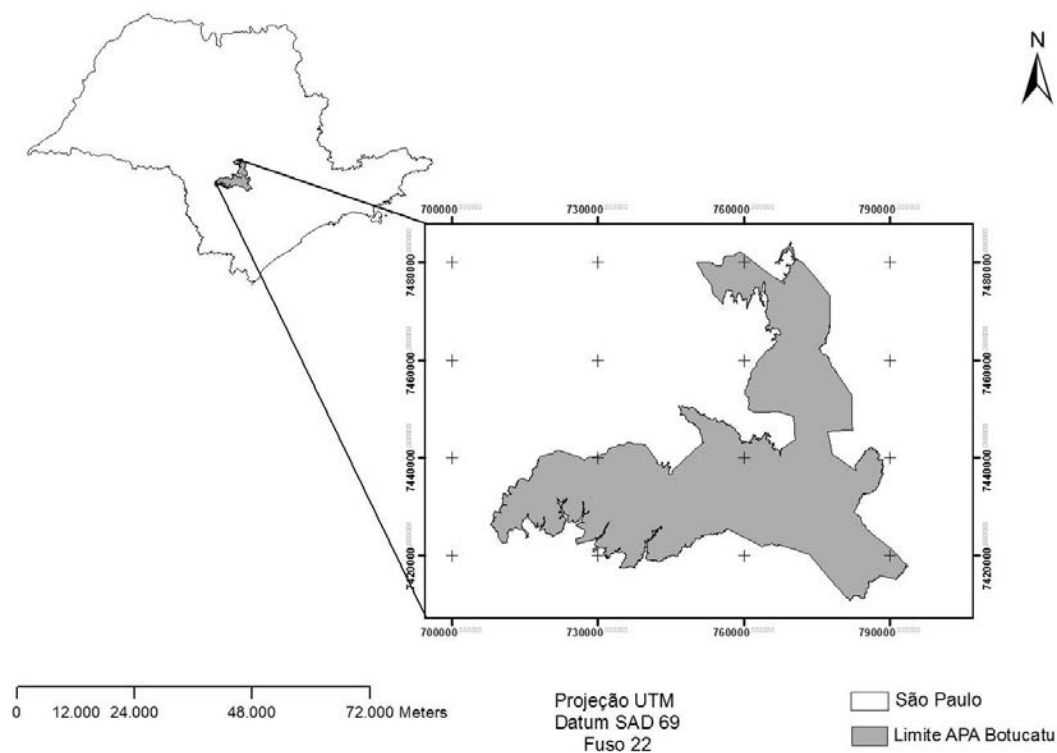 N
700000 730000 760000 790000
7480000 7480000
7460000 7460000
7440000 7440000
7420000 7420000
700000 730000 760000 790000
0 12.000 24.000 48.000 72.000 Meters
Projeção UTM
Datum SAD 69
Fuso 22
São Paulo
Limite APA Botucatu